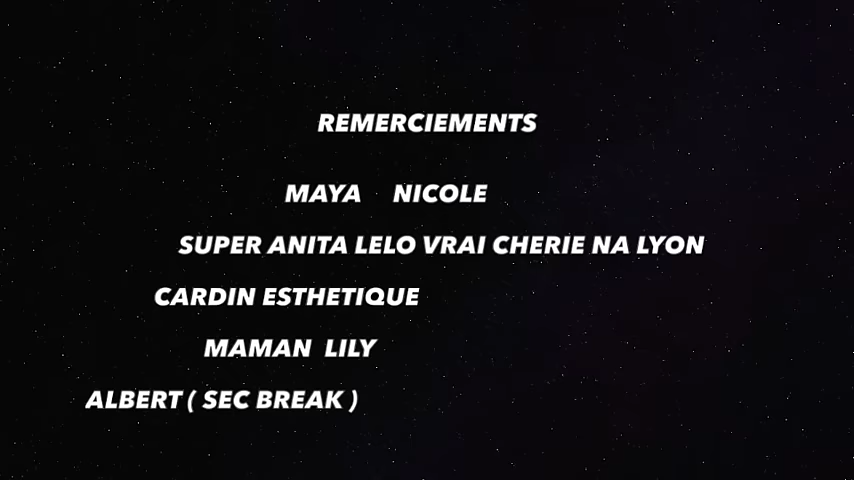 REMERCIEMENTS
MAYA NICOLE
SUPER ANITA LELO VRAI CHERIE NA LYON
CARDIN ESTHETIQUE
MAMAN LILY
ALBERT ( SEC BREAK )